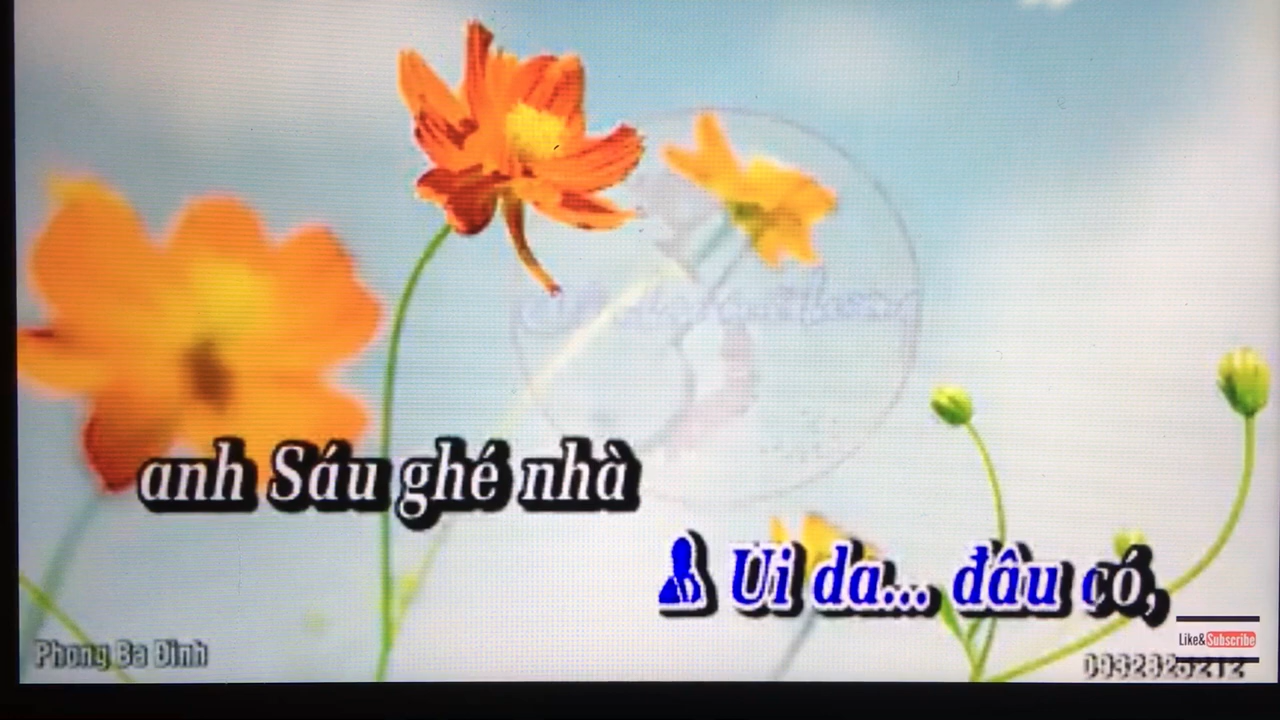 anh Sáu ghé nhà
Ui da... đâu có,
Phong Ba Đình
Like& Subscribe